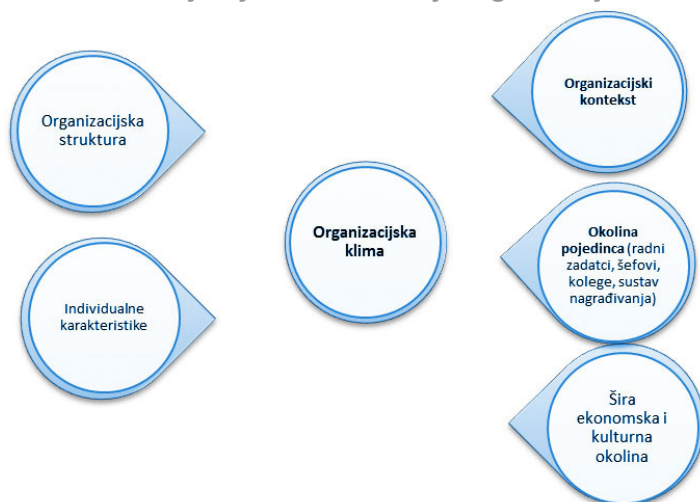 Organizacijska
struktura
Individualne
karakteristike
Organizacijska
klima
Organizacijski
kontekst
Okolina
pojedinca (radni
zadatci, šefovi,
kolege, sustav
nagrađivanja)
Šira
ekonomska i
kulturna
okolina